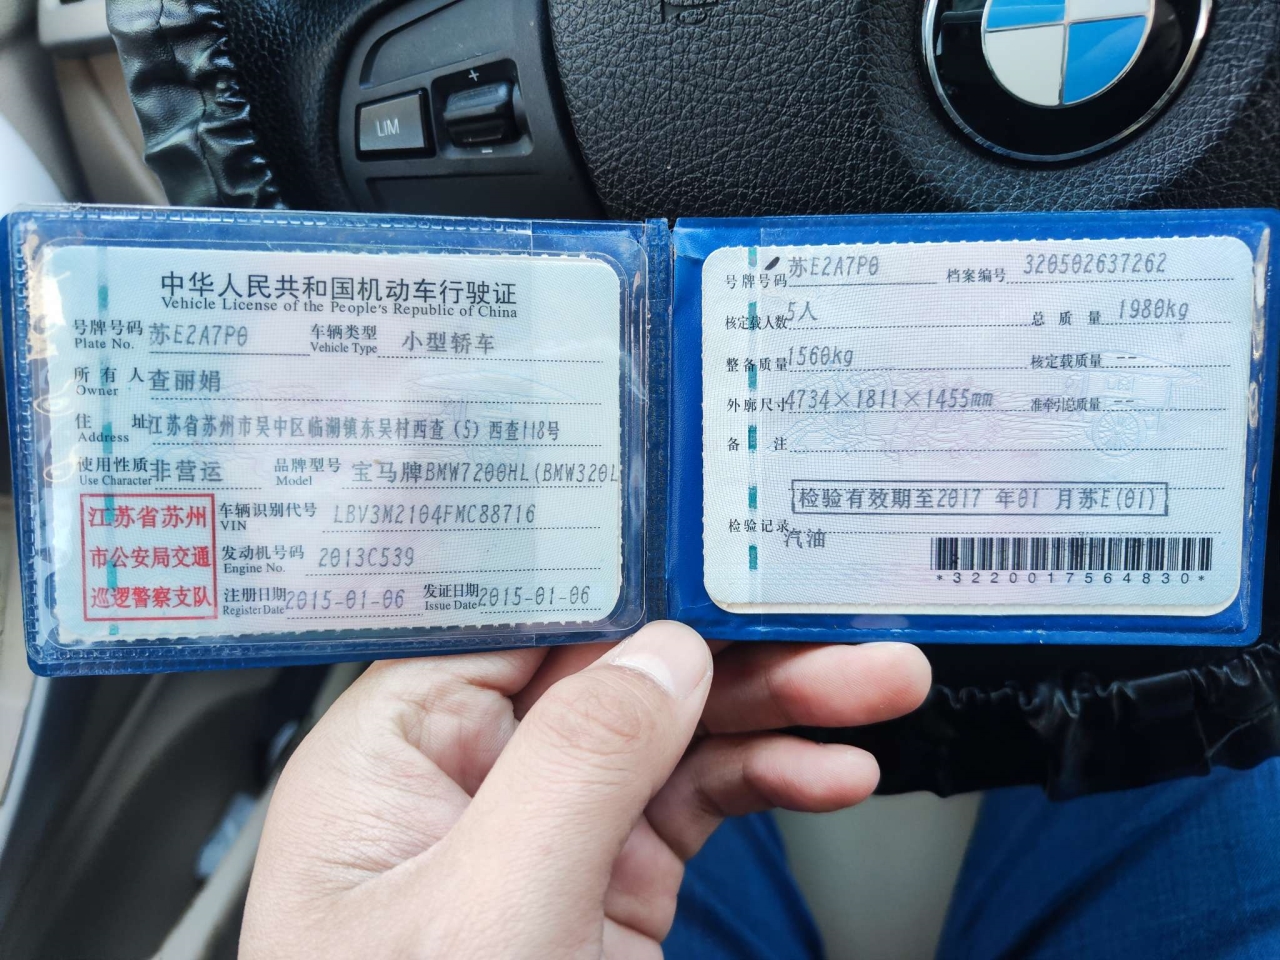 LIM
+
-
中华人民共和国机动车行驶证
Vehicle License of the People's Republic of China
号牌号码 苏E2A7P0 车辆类型 小型轿车
Plate No. Vehicle Type
所有人 查丽娟
Owner
住址 江苏省苏州市吴中区临湖镇东吴村西查(5)西查118号
Address
使用性质 非营运 品牌型号 宝马牌BMW7200HL(BMW320L
Use Character Model
江苏省苏州
市公安局交通
巡逻警察支队
车辆识别代号 LBV3M2104FMC88716
VIN
发动机号码 2013C539
Engine No.
注册日期 2015-01-06 发证日期 2015-01-06
Register Date Issue Date
号牌号码 苏E2A7P0 档案编号 320502637262
核定载人数 5人 总质量 1980kg
整备质量 1560kg 核定载质量 --
外廓尺寸 4734×1811×1455mm 准牵引总质量 --
备注
检验有效期至2017 年01 月苏E(01)
检验记录
汽油
*3220017564830*